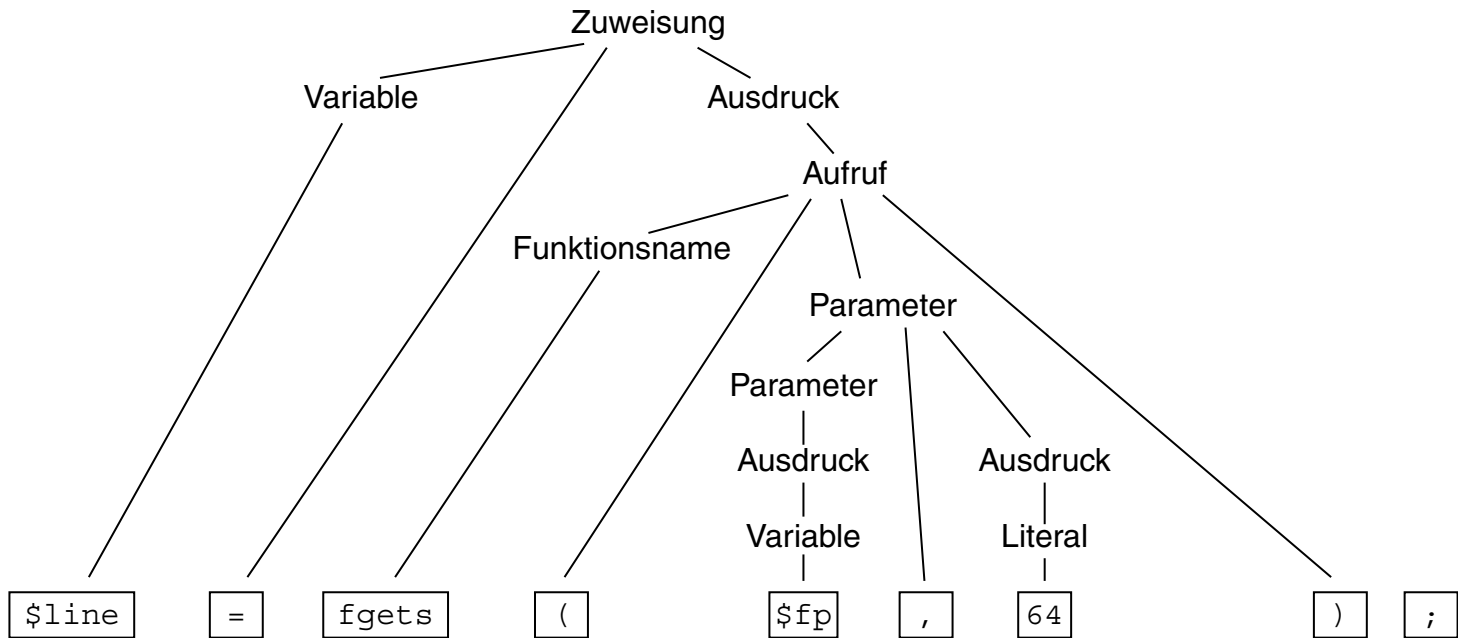 Zuweisung
Variable Ausdruck
Aufruf
Funktionsname
Parameter
Parameter
Ausdruck Ausdruck
Variable Literal
$line = fgets ( $fp , 64 ) ;